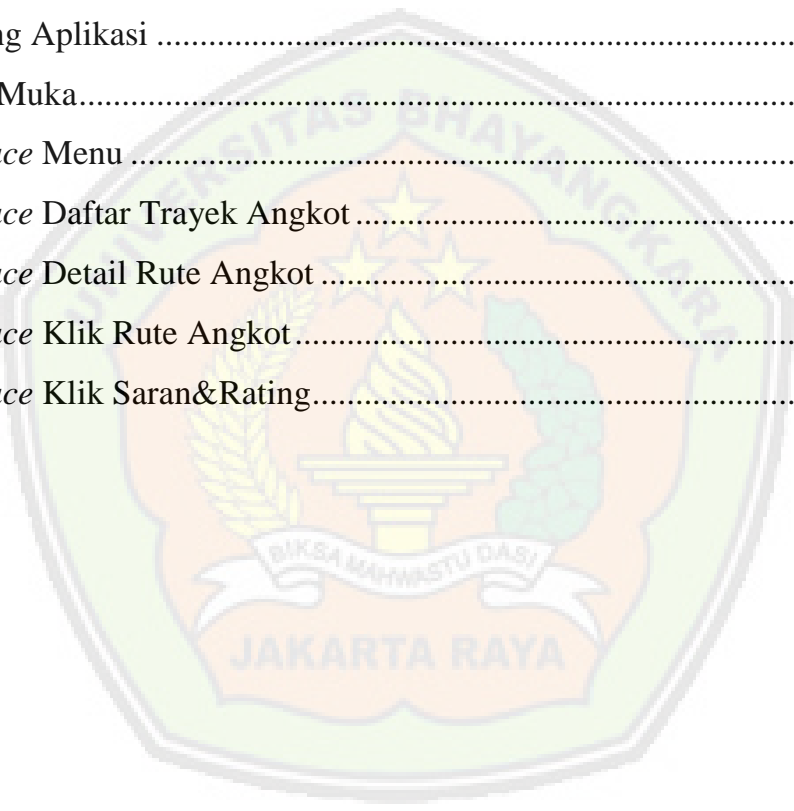 ng Aplikasi ..........................................................................
Muka...................................................................................
ace Menu .............................................................................
ace Daftar Trayek Angkot ...................................................
ace Detail Rute Angkot .......................................................
ace Klik Rute Angkot..........................................................
ace Klik Saran&Rating........................................................
UNIVERSITAS BHAYANGKARA
BIKSA MAHWASTU DASI
JAKARTA RAYA